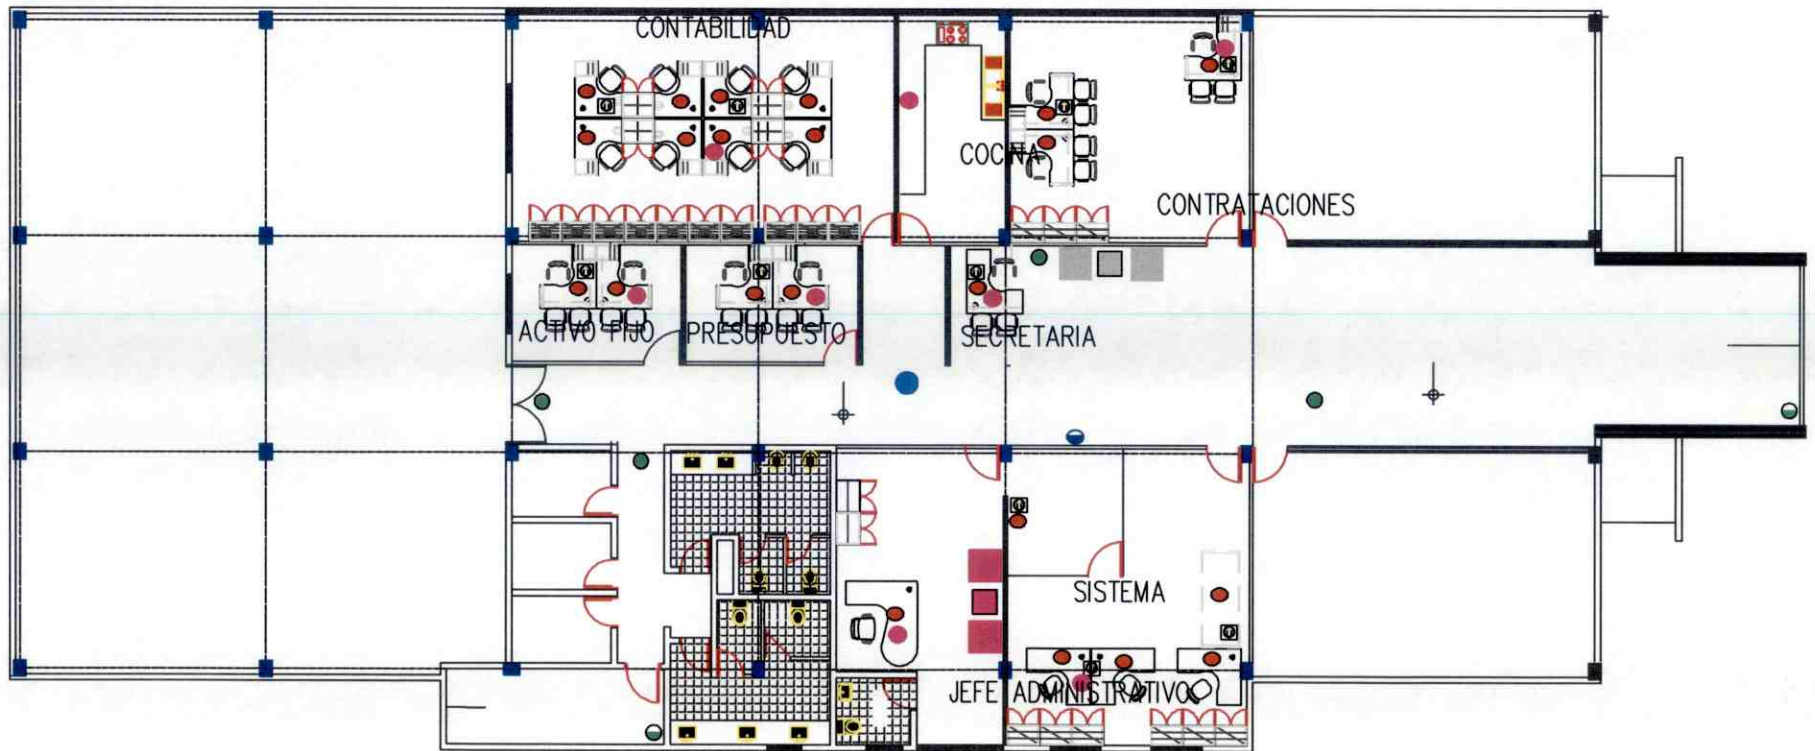 CONTABILIDAD
COCINA
CONTRATACIONES
ACTIVO FIJO
PRESUPUESTO
SECRETARIA
SISTEMA
JEFE ADMINISTRATIVO